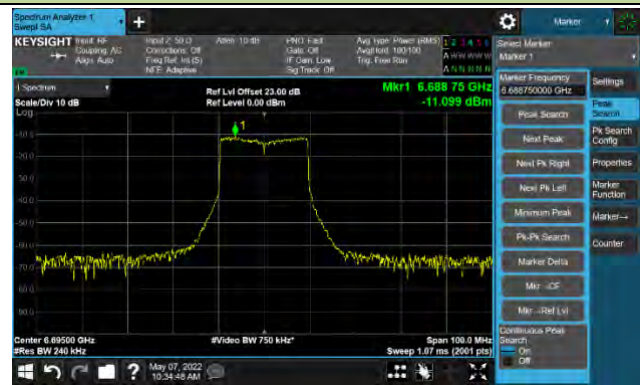 Spectrum Analyzer 1
Swept SA
Marker
KEYSIGHT
Input: RF
Coupling: AC
Align: Auto
Input Z: 50 Ω
Corrections: Off
Freq Ref: Int (S)
NFE: Adaptive
Atten: 10 dB
PNO: Fast
Gate: Off
IF Gain: Low
Sig Track: Off
Avg Type: Power (RMS)
Avg|Hold: 100/100
Trig: Free Run
1 2 3 4 5 6
A W W W W W
A N N N N N
Select Marker
Marker 1
1 Spectrum
Scale/Div 10 dB
Log
Ref Lvl Offset 23.00 dB
Ref Level 0.00 dBm
Mkr1 6.688 75 GHz
-11.099 dBm
1
-10.0
-20.0
-30.0
-40.0
-50.0
-60.0
-70.0
-80.0
-90.0
Center 6.69500 GHz
#Res BW 240 kHz
#Video BW 750 kHz*
Span 100.0 MHz
Sweep 1.07 ms (2001 pts)
Marker Frequency
6.688750000 GHz
Peak Search
Next Peak
Next Pk Right
Next Pk Left
Minimum Peak
Pk-Pk Search
Marker Delta
Mkr→CF
Mkr→Ref Lvl
Continuous Peak
Search
On
Off
Settings
Peak
Search
Pk Search
Config
Properties
Marker
Function
Marker→
Counter
May 07, 2022
10:34:48 AM